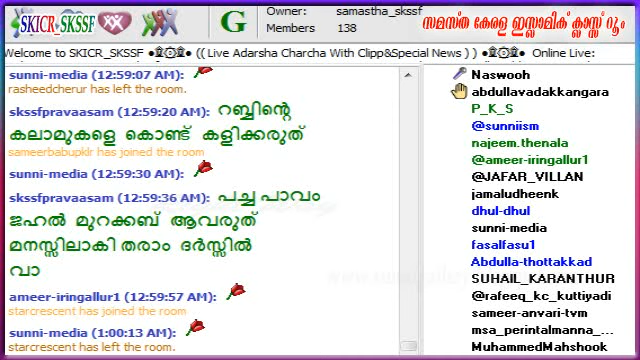 SKICR_SKSSF
G
Owner: samastha_skssf
Members 138
സമസ്ത കേരള ഇസ്ലാമിക് ക്ലാസ്സ് റൂം
Welcome to SKICR_SKSSF ●۩۞۩● (( Live Adarsha Charcha With Clipp&Special News ) ) ●۩۞۩● Online Live:
sunni-media (12:59:07 AM):
rasheedcherur has left the room.
skssfpravaasam (12:59:20 AM): റബ്ബിന്റെ
കലാമുകളെ കൊണ്ട് കളിക്കരുത്
sameerbabupklr has joined the room
sunni-media (12:59:30 AM):
skssfpravaasam (12:59:36 AM): പച്ച പാവം
ജഹൽ മുറക്കബ് ആവരുത്
മനസ്സിലാകി തരാം ദർസ്സിൽ
വാ
ameer-iringallur1 (12:59:57 AM):
starcrescent has joined the room
sunni-media (1:00:13 AM):
starcrescent has left the room.
Naswooh
abdullavadakkangara
P_K_S
@sunniism
najeem.thenala
@ameer-iringallur1
@JAFAR_VILLAN
jamaludheenk
dhul-dhul
sunni-media
fasalfasu1
Abdulla-thottakkad
SUHAIL_KARANTHUR
@rafeeq_kc_kuttiyadi
sameer-anvari-tvm
msa_perintalmanna_...
MuhammedMahshook